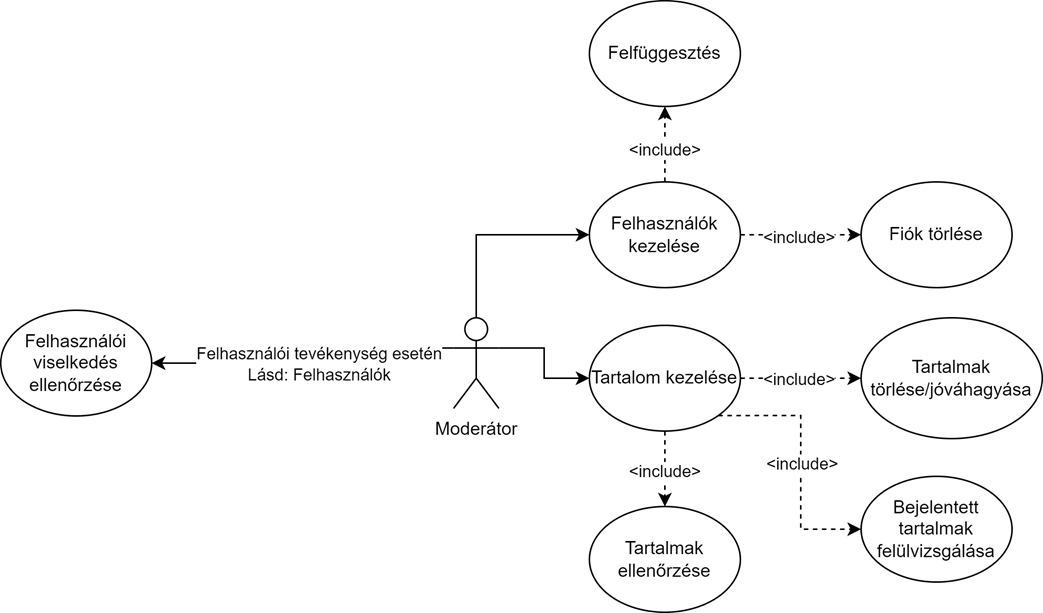 Felfüggesztés
<include>
Felhasználók
kezelése
<include>
Fiók törlése
Felhasználói
viselkedés
ellenőrzése
Felhasználói tevékenység esetén
Lásd: Felhasználók
Moderátor
Tartalom kezelése
<include>
Tartalmak
törlése/jóváhagyása
<include>
<include>
Tartalmak
ellenőrzése
Bejelentett
tartalmak
felülvizsgálása